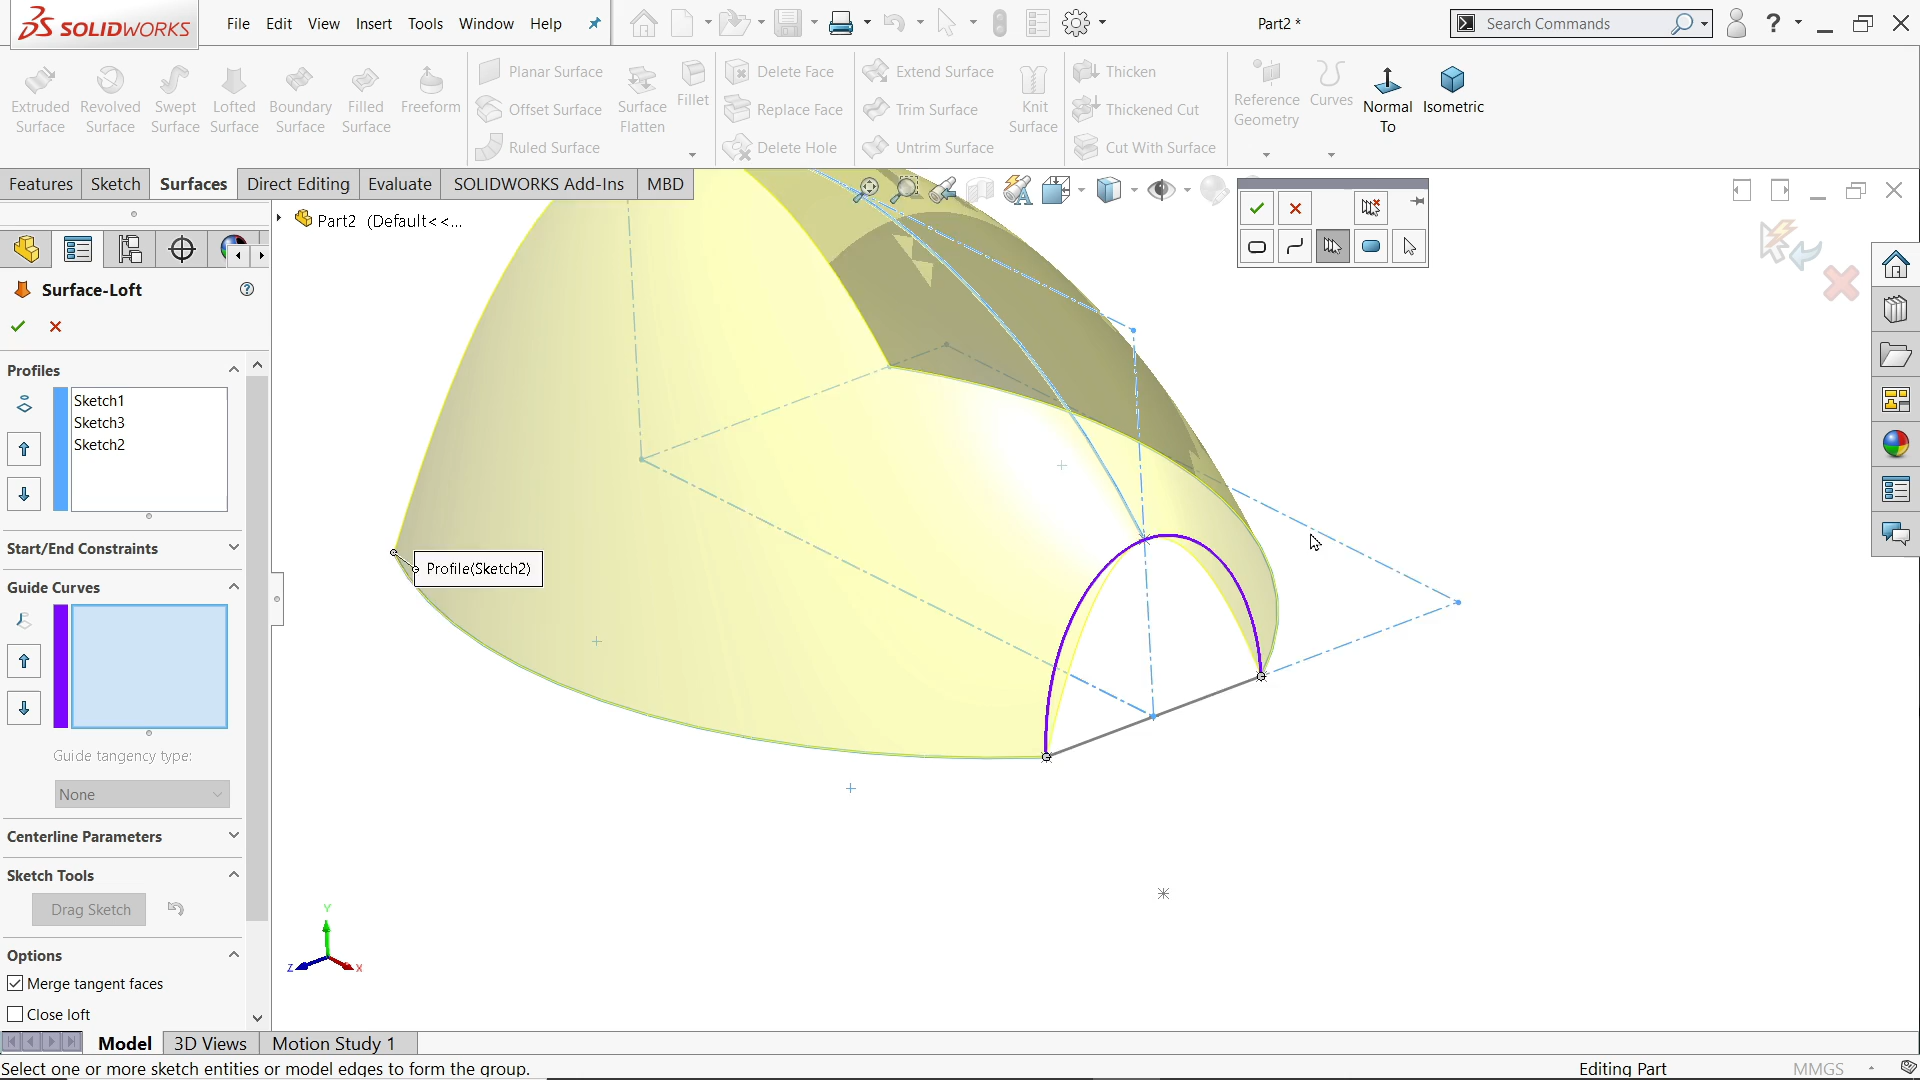 SOLIDWORKS File Edit View Insert Tools Window Help Part2 * Search Commands ?
Extruded Surface
Revolved Surface
Swept Surface
Lofted Surface
Boundary Surface
Filled Surface
Freeform
Planar Surface
Offset Surface
Ruled Surface
Surface Flatten
Fillet
Delete Face
Replace Face
Delete Hole
Extend Surface
Trim Surface
Untrim Surface
Knit Surface
Thicken
Thickened Cut
Cut With Surface
Reference Geometry
Curves
Normal To
Isometric
Features Sketch Surfaces Direct Editing Evaluate SOLIDWORKS Add-Ins MBD
Part2 (Default<<...
Surface-Loft ?
Profiles
Sketch1
Sketch3
Sketch2
Start/End Constraints
Guide Curves
Guide tangency type:
None
Centerline Parameters
Sketch Tools
Drag Sketch
Options
Merge tangent faces
Close loft
Profile(Sketch2)
Y
Z
X
Model 3D Views Motion Study 1
Select one or more sketch entities or model edges to form the group. Editing Part MMGS